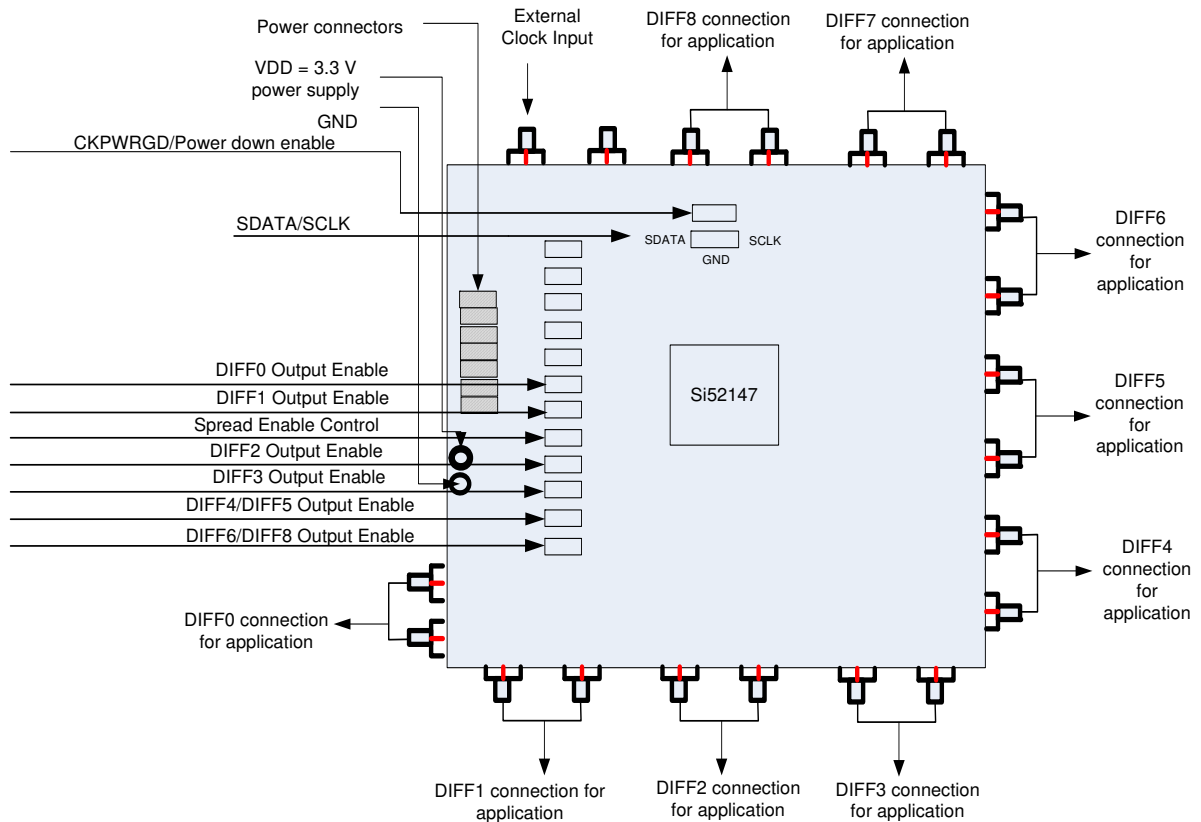 Power connectors
External
Clock Input
DIFF8 connection
for application
DIFF7 connection
for application
VDD = 3.3 V
power supply
GND
CKPWRGD/Power down enable
SDATA/SCLK
SDATA
SCLK
GND
DIFF6
connection
for
application
Si52147
DIFF5
connection
for
application
DIFF0 Output Enable
DIFF1 Output Enable
Spread Enable Control
DIFF2 Output Enable
DIFF3 Output Enable
DIFF4/DIFF5 Output Enable
DIFF6/DIFF8 Output Enable
DIFF4
connection
for
application
DIFF0 connection
for application
DIFF1 connection for
application
DIFF2 connection
for application
DIFF3 connection
for application